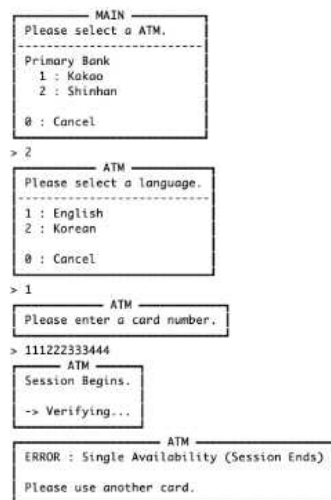 MAIN
Please select a ATM.
Primary Bank
1 : Kakao
2 : Shinhan
0 : Cancel
> 2
ATM
Please select a language.
1 : English
2 : Korean
0 : Cancel
> 1
ATM
Please enter a card number.
> 111222333444
ATM
Session Begins.
-> Verifying...
ATM
ERROR : Single Availability (Session Ends)
Please use another card.